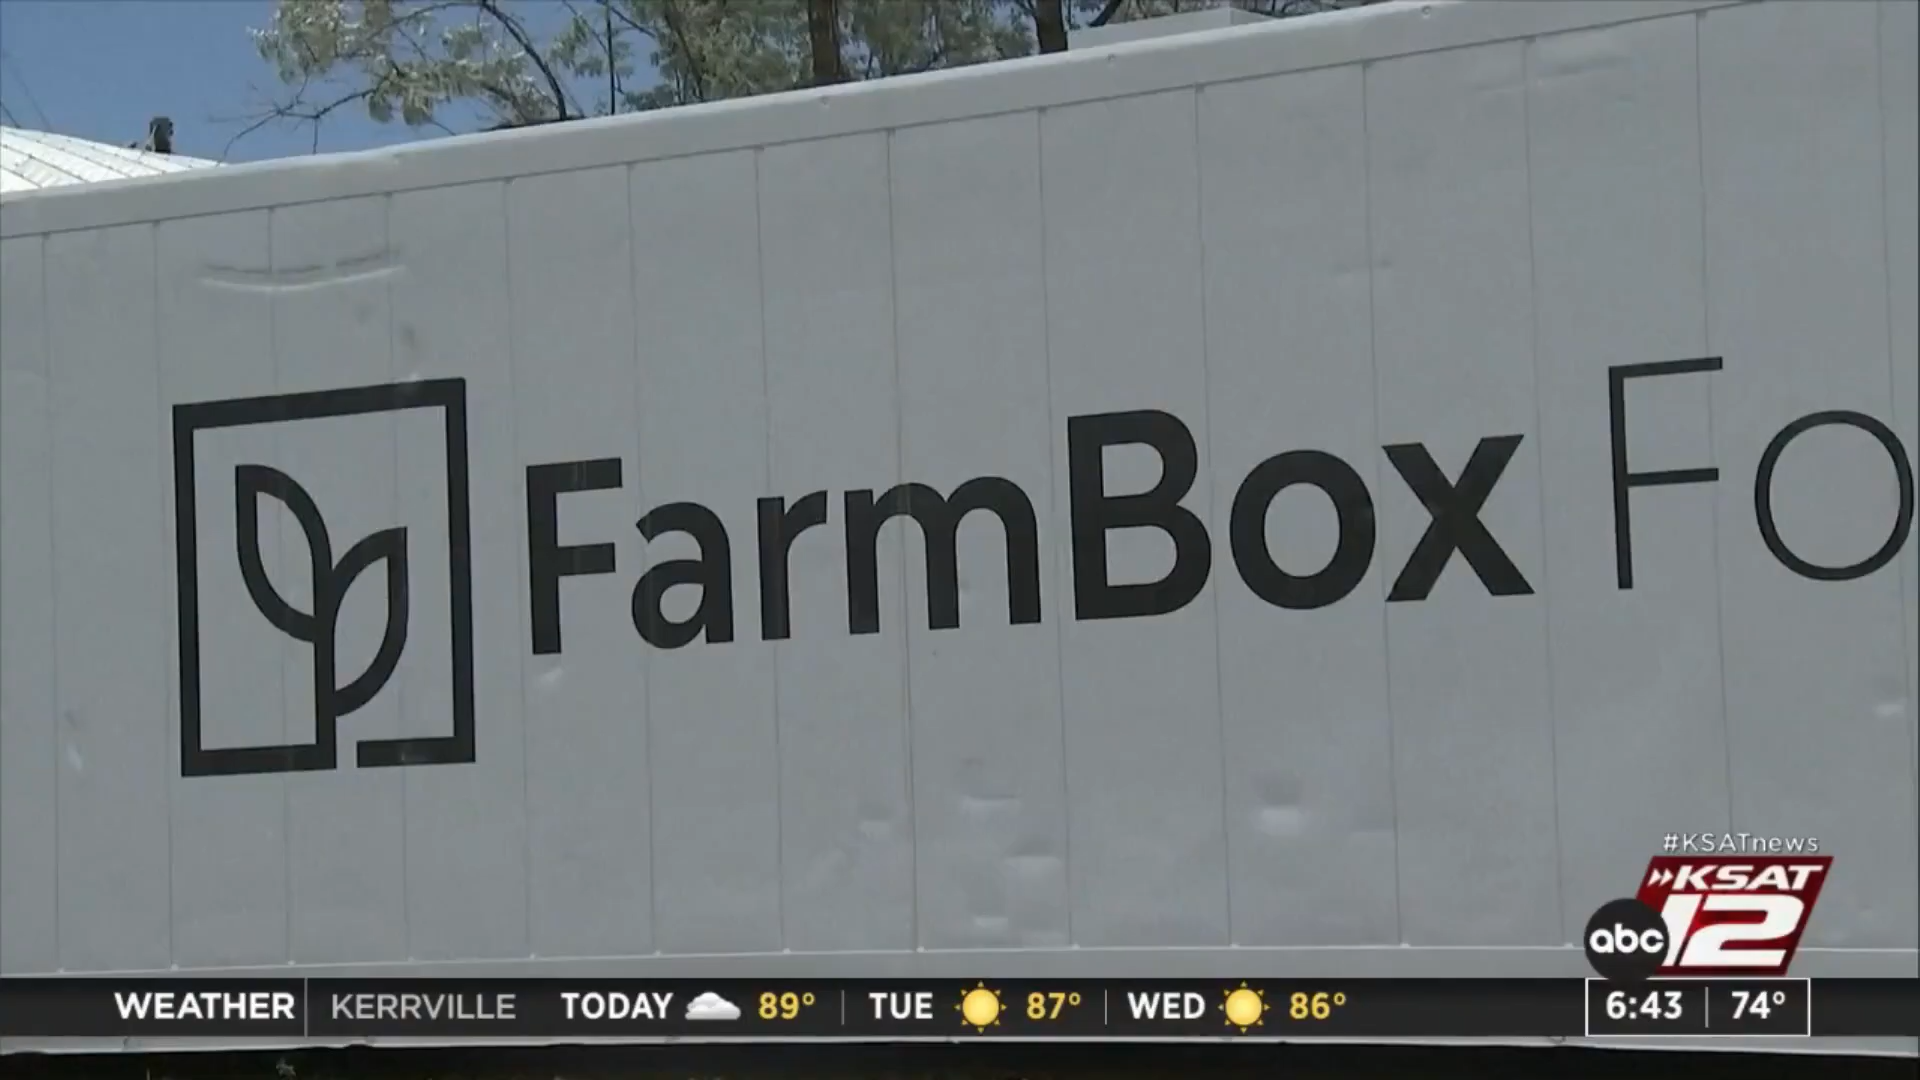 FarmBox Fo
#KSATnews
KSAT
abc 12
WEATHER KERRVILLE TODAY 89° TUE 87° WED 86° 6:43 74°